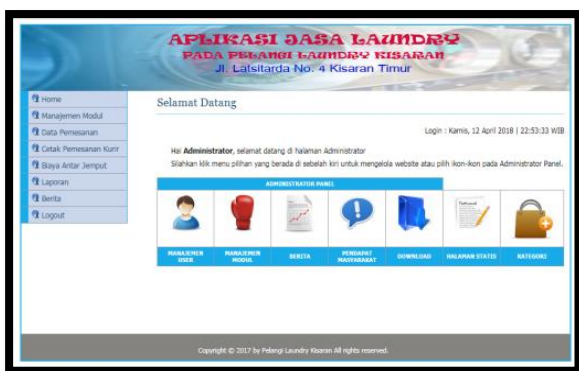 APLIKASI JASA LAUNDRY
PADA PELANGI LAUNDRY KISARAN
Jl. Latsitarda No. 4 Kisaran Timur
Home
Manajemen Modul
Data Pemesanan
Cetak Pemesanan Kurir
Biaya Antar Jemput
Laporan
Berita
Logout
Selamat Datang
Login : Kamis, 12 April 2018 | 22:53:33 WIB
Hai Administrator, selamat datang di halaman Administrator
Silahkan klik menu pilihan yang berada di sebelah kiri untuk mengelola website atau pilih ikon-ikon pada Administrator Panel.
ADMINISTRATOR PANEL
MANAJEMEN USER
MANAJEMEN MODUL
BERITA
PENDAPAT MASYARAKAT
DOWNLOAD
HALAMAN STATIS
KATEGORI
Copyright © 2017 by Pelangi Laundry Kisaran All rights reserved.